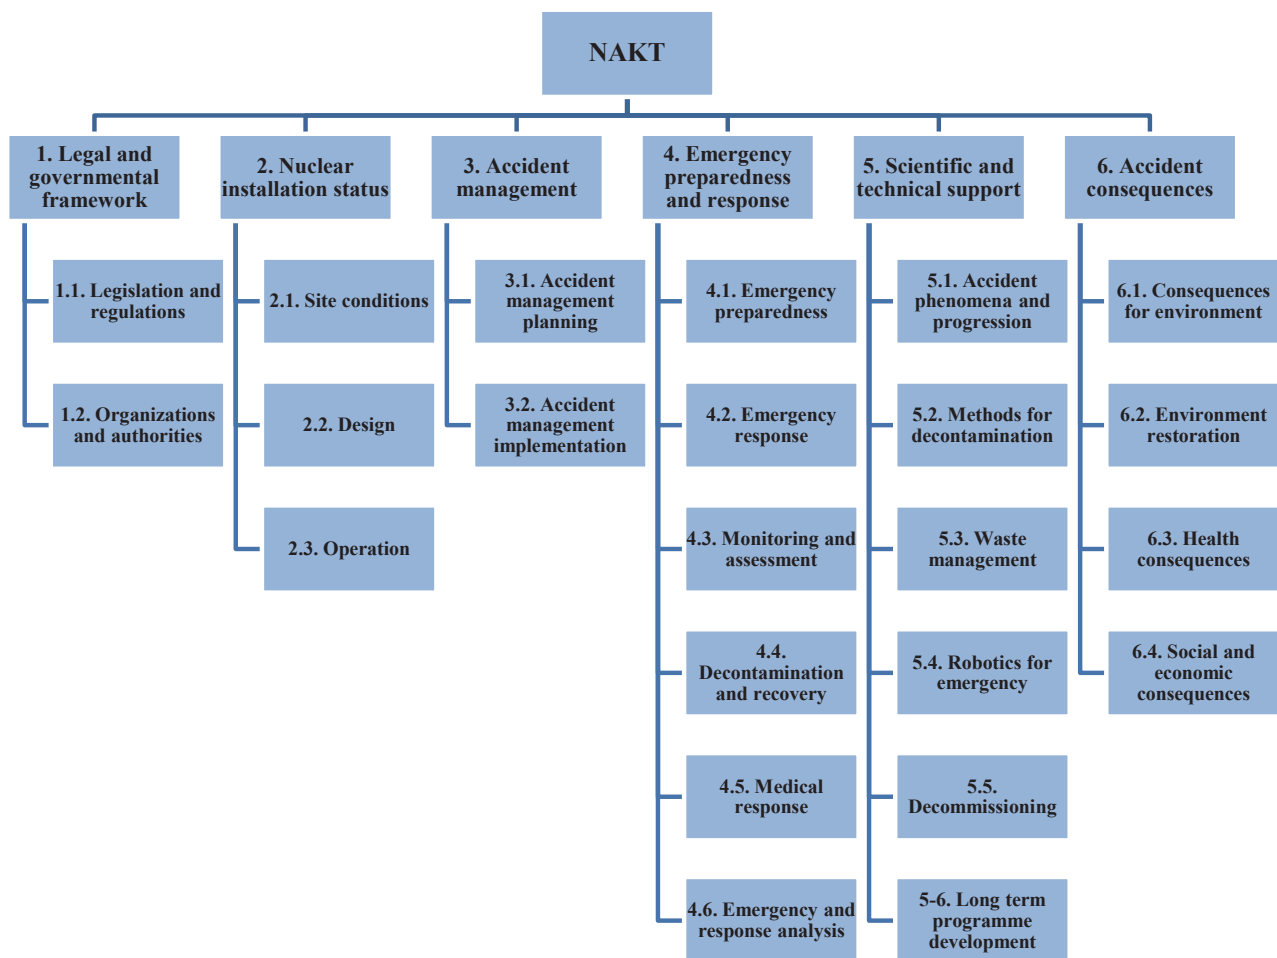 NAKT
1. Legal and
governmental
framework
2. Nuclear
installation status
3. Accident
management
4. Emergency
preparedness
and response
5. Scientific and
technical support
6. Accident
consequences
1.1. Legislation and
regulations
1.2. Organizations
and authorities
2.1. Site conditions
2.2. Design
2.3. Operation
3.1. Accident
management
planning
3.2. Accident
management
implementation
4.1. Emergency
preparedness
4.2. Emergency
response
4.3. Monitoring and
assessment
4.4.
Decontamination
and recovery
4.5. Medical
response
4.6. Emergency and
response analysis
5.1. Accident
phenomena and
progression
5.2. Methods for
decontamination
5.3. Waste
management
5.4. Robotics for
emergency
5.5.
Decommissioning
5-6. Long term
programme
development
6.1. Consequences
for environment
6.2. Environment
restoration
6.3. Health
consequences
6.4. Social and
economic
consequences